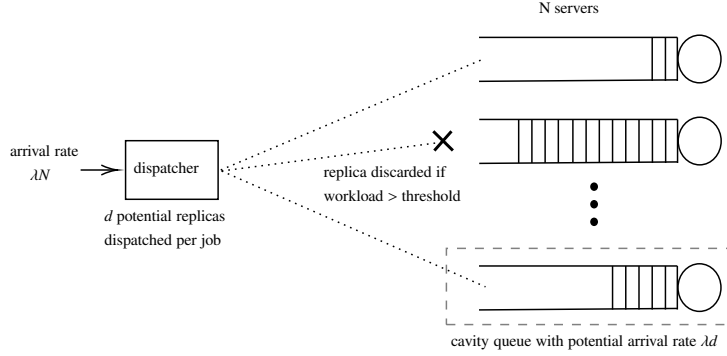 N servers
arrival rate
λN
dispatcher
replica discarded if
workload > threshold
d potential replicas
dispatched per job
cavity queue with potential arrival rate λd